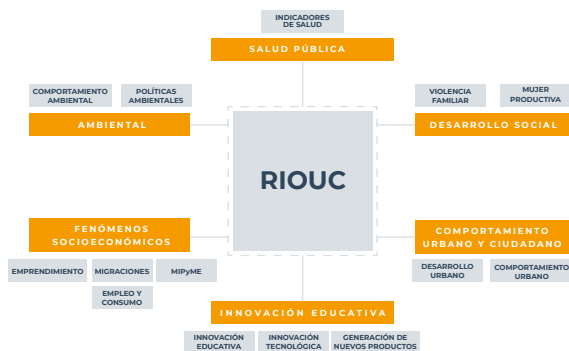 INDICADORES
DE SALUD
SALUD PÚBLICA
COMPORTAMIENTO
AMBIENTAL
POLÍTICAS
AMBIENTALES
AMBIENTAL
VIOLENCIA
FAMILIAR
MUJER
PRODUCTIVA
DESARROLLO SOCIAL
RIOUC
FENÓMENOS
SOCIOECONÓMICOS
EMPRENDIMIENTO
MIGRACIONES
MIPyME
EMPLEO Y
CONSUMO
COMPORTAMIENTO
URBANO Y CIUDADANO
DESARROLLO
URBANO
COMPORTAMIENTO
URBANO
INNOVACIÓN EDUCATIVA
INNOVACIÓN
EDUCATIVA
INNOVACIÓN
TECNOLÓGICA
GENERACIÓN DE
NUEVOS PRODUCTOS